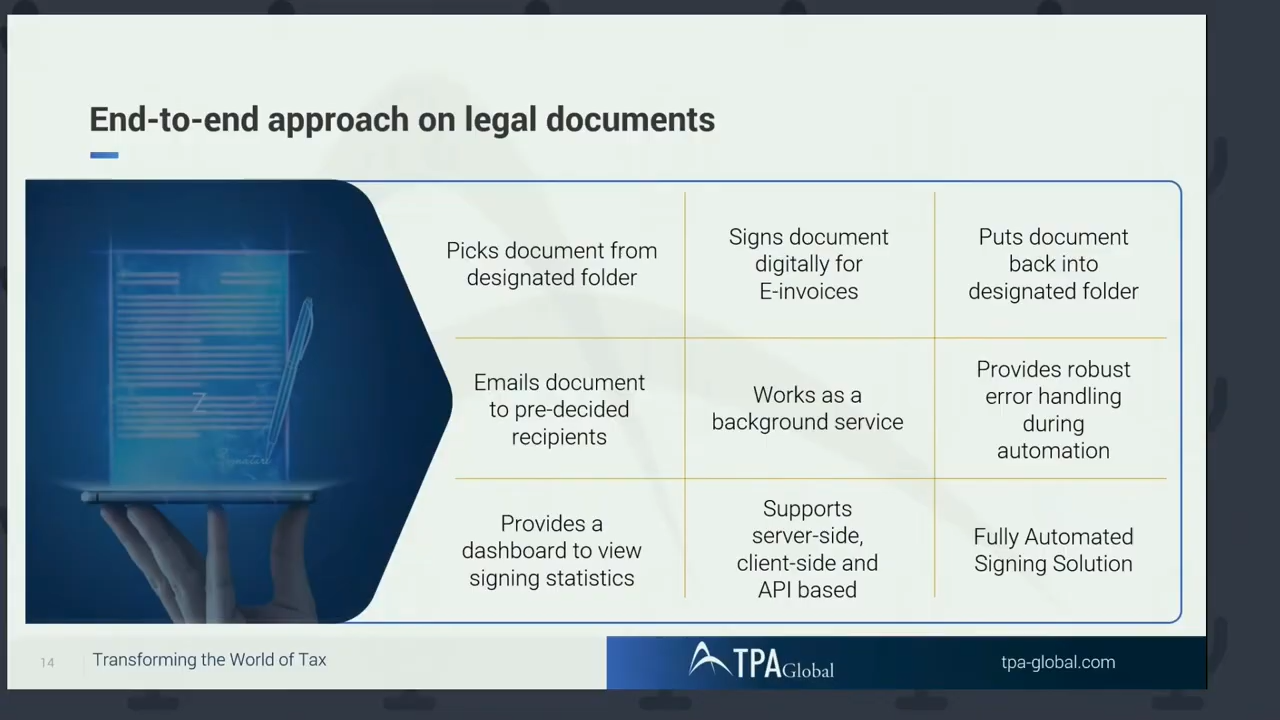 End-to-end approach on legal documents
Picks document from
designated folder
Signs document
digitally for
E-invoices
Puts document
back into
designated folder
Emails document
to pre-decided
recipients
Works as a
background service
Provides robust
error handling
during
automation
Provides a
dashboard to view
signing statistics
Supports
server-side,
client-side and
API based
Fully Automated
Signing Solution
Z
Signature
14
Transforming the World of Tax
TPA Global
tpa-global.com